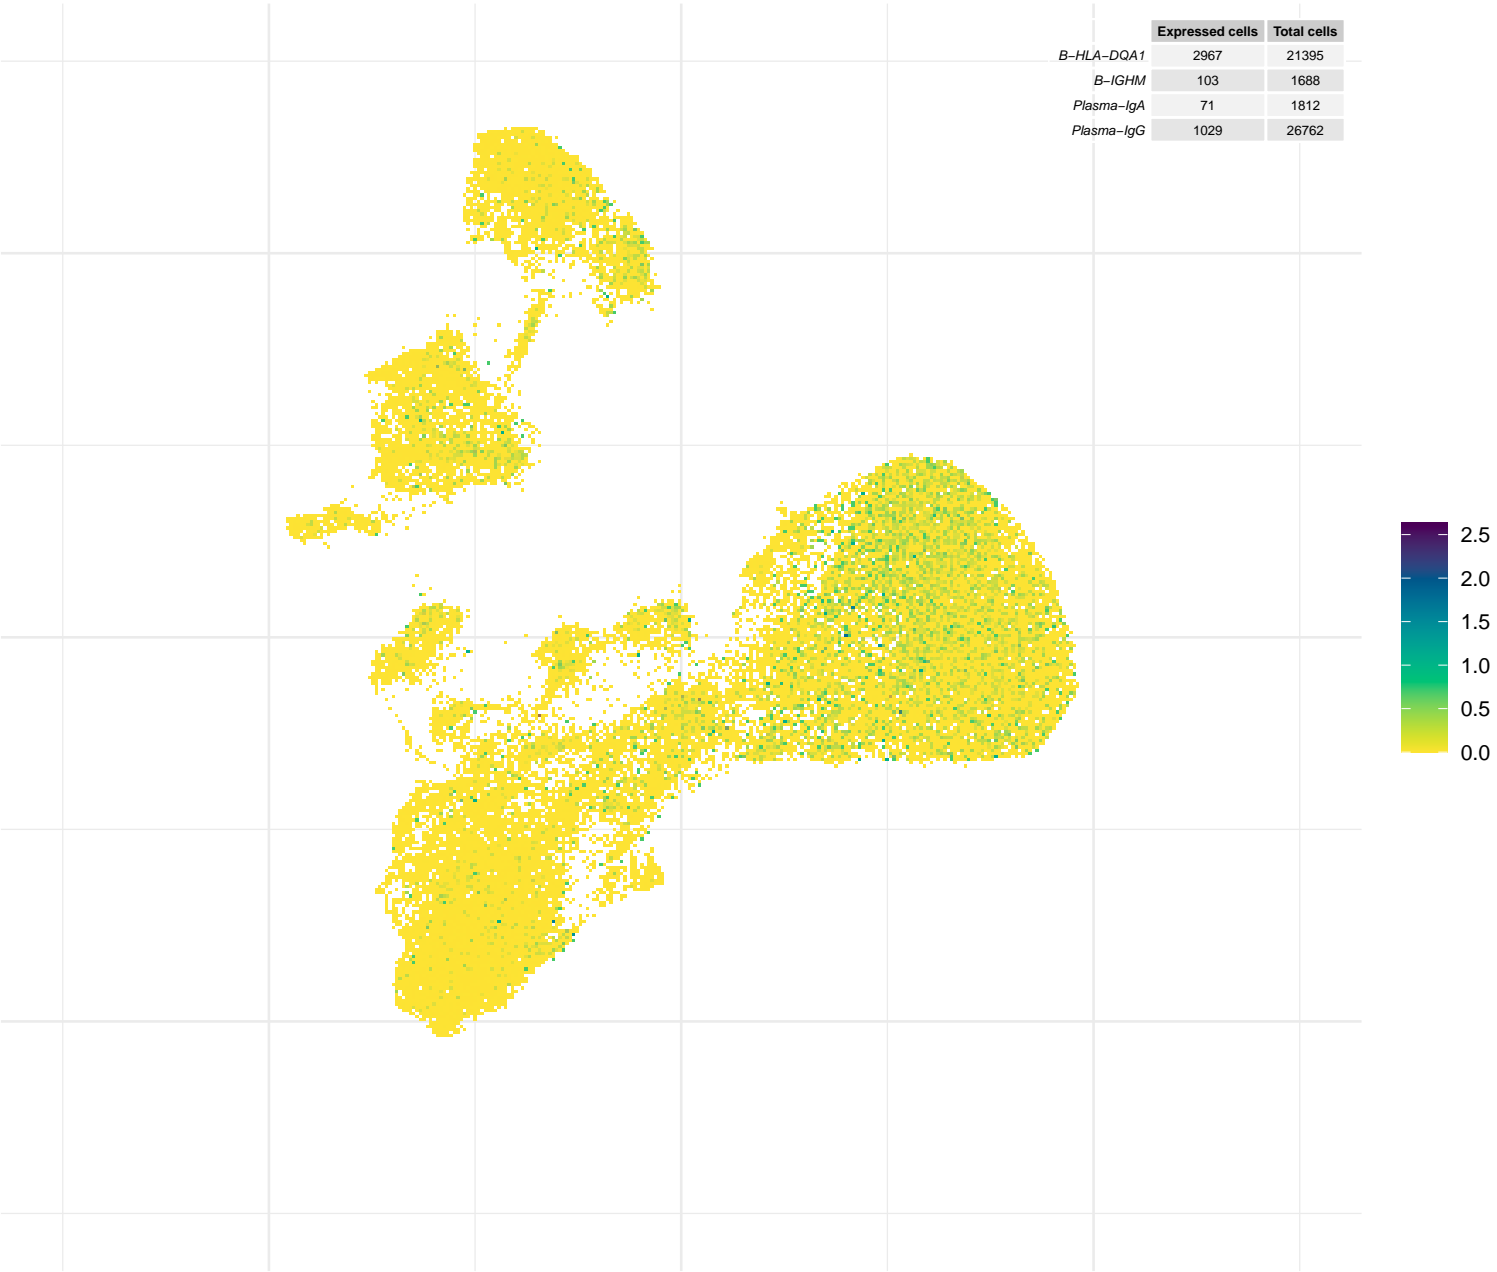 Expressed cells Total cells
B−HLA−DQA1 2967 21395
B−IGHM 103 1688
Plasma−IgA 71 1812
Plasma−IgG 1029 26762
2.5
2.0
1.5
1.0
0.5
0.0